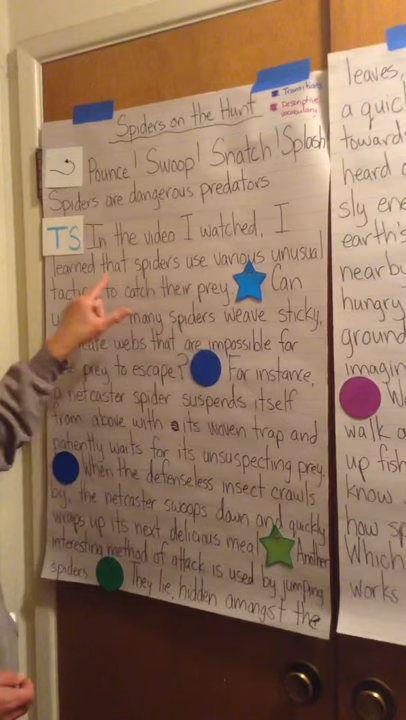 Spiders on the Hunt
Transitions
Descriptive
vocabulary
Pounce! Swoop! Snatch! Splash
Spiders are dangerous predators
TS In the video I watched, I
learned that spiders use various unusual
to catch their prey. Can
many spiders weave sticky,
webs that are impossible for
prey to escape? For instance,
a netcaster spider suspends itself
from above with its woven trap and
patiently waits for its unsuspecting prey.
When the defenseless insect crawls
by, the netcaster swoops down and quickly
wraps up its next delicious meal. Another
interesting method of attack is used by jumping
spiders. They lie, hidden amongst the
leaves,
a quic
toward
heard
sly ene
earth's
nearby
hungry
ground
imagin
W
walk a
up fish
know
how sp
Which
works